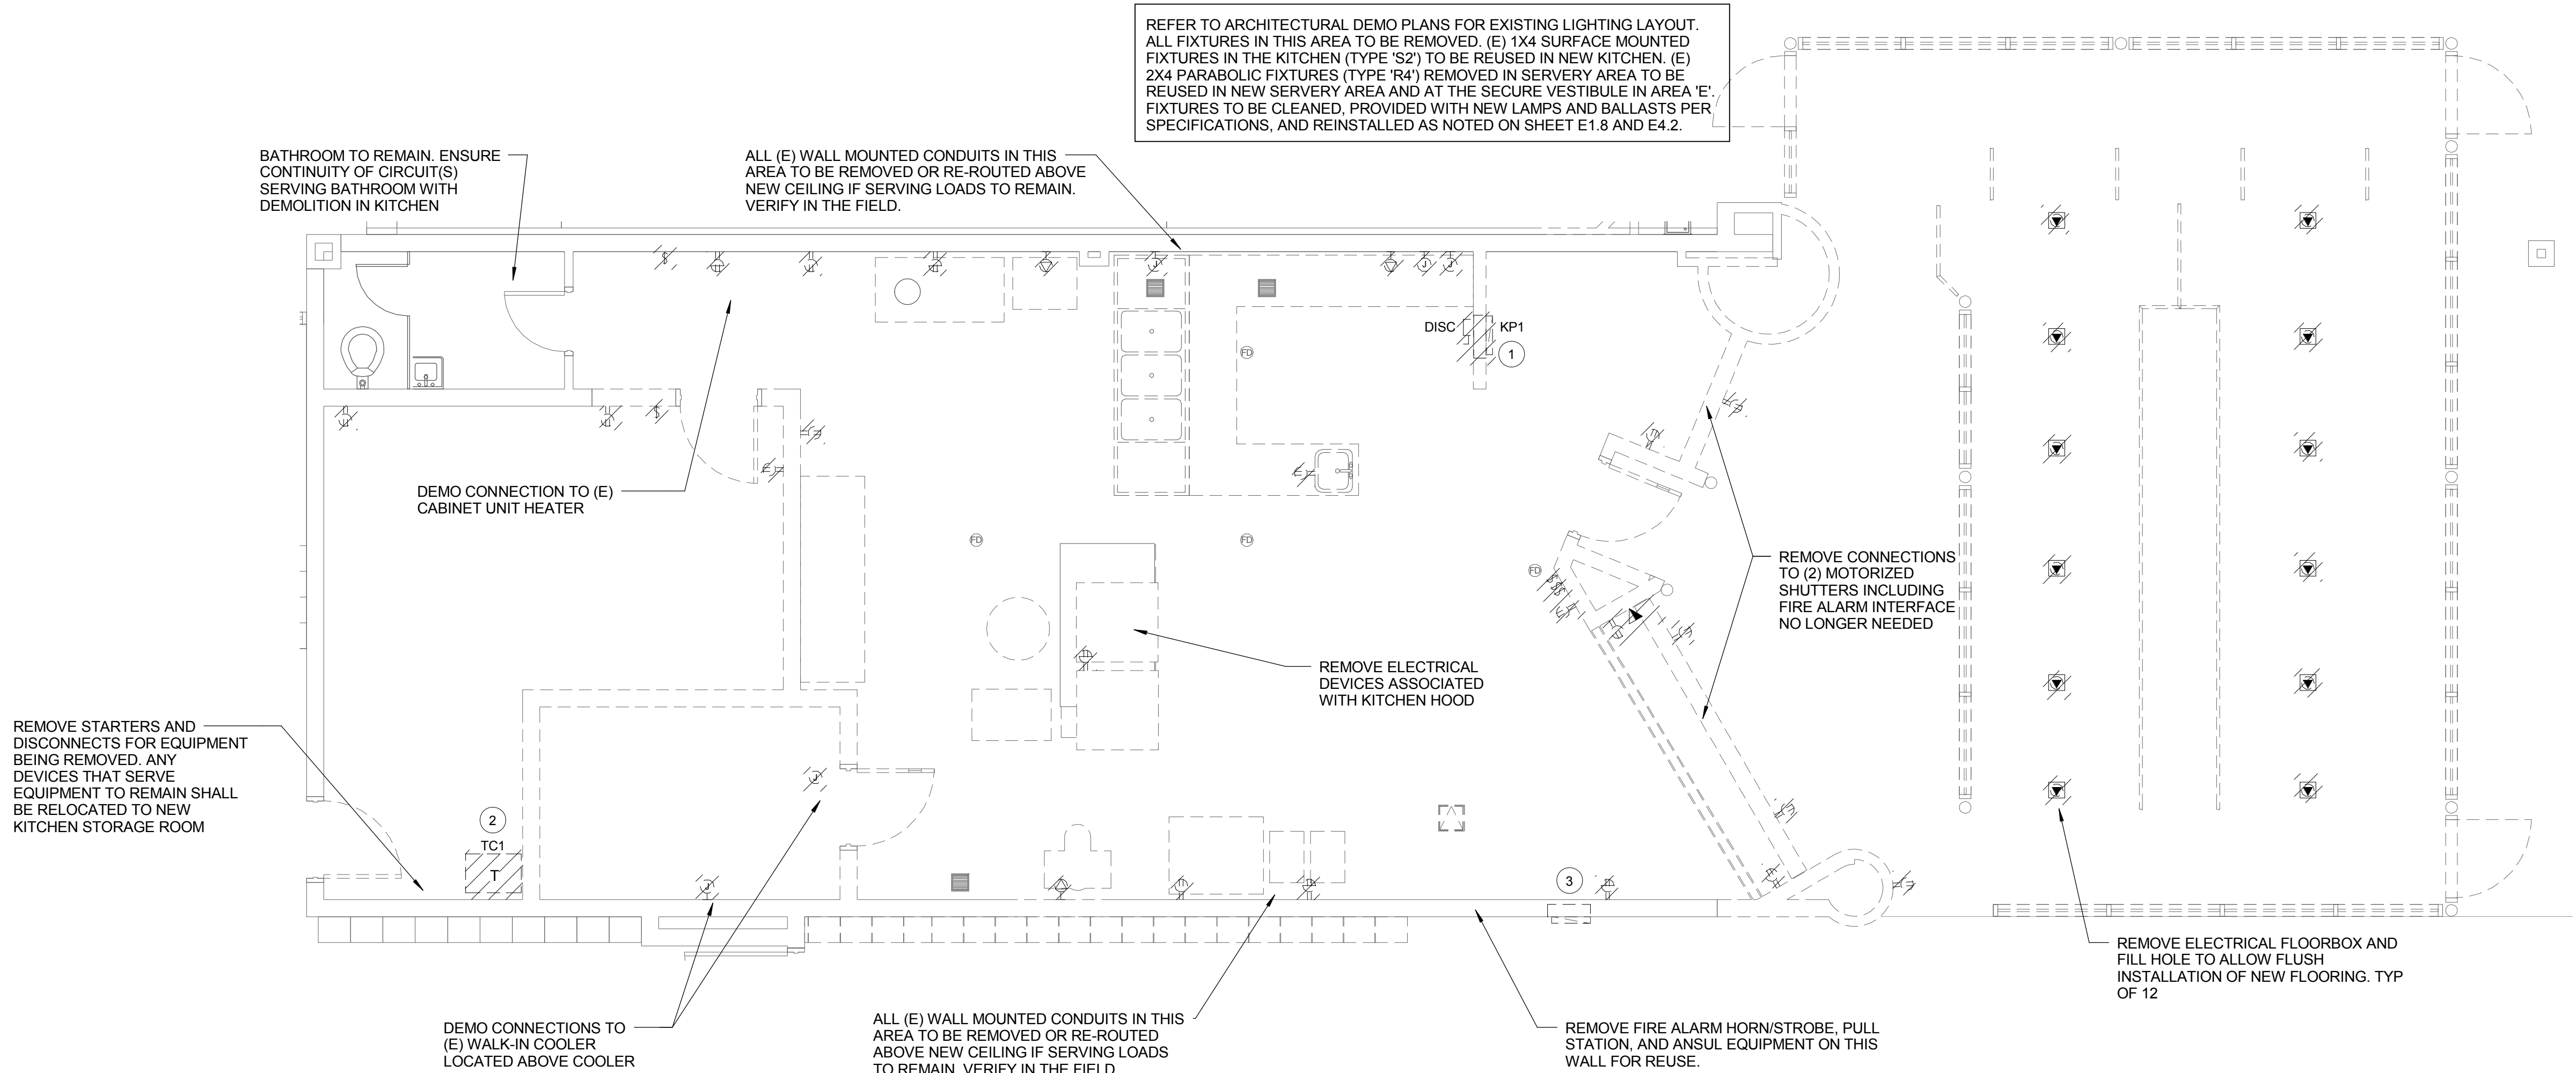 REFER TO ARCHITECTURAL DEMO PLANS FOR EXISTING LIGHTING LAYOUT.
ALL FIXTURES IN THIS AREA TO BE REMOVED. (E) 1X4 SURFACE MOUNTED
FIXTURES IN THE KITCHEN (TYPE 'S2') TO BE REUSED IN NEW KITCHEN. (E)
2X4 PARABOLIC FIXTURES (TYPE 'R4') REMOVED IN SERVERY AREA TO BE
REUSED IN NEW SERVERY AREA AND AT THE SECURE VESTIBULE IN AREA 'E'.
FIXTURES TO BE CLEANED, PROVIDED WITH NEW LAMPS AND BALLASTS PER
SPECIFICATIONS, AND REINSTALLED AS NOTED ON SHEET E1.8 AND E4.2.
BATHROOM TO REMAIN. ENSURE
CONTINUITY OF CIRCUIT(S)
SERVING BATHROOM WITH
DEMOLITION IN KITCHEN
ALL (E) WALL MOUNTED CONDUITS IN THIS
AREA TO BE REMOVED OR RE-ROUTED ABOVE
NEW CEILING IF SERVING LOADS TO REMAIN.
VERIFY IN THE FIELD.
DISC
KP1
1
FD
DEMO CONNECTION TO (E)
CABINET UNIT HEATER
FD
FD
FD
REMOVE CONNECTIONS
TO (2) MOTORIZED
SHUTTERS INCLUDING
FIRE ALARM INTERFACE
NO LONGER NEEDED
REMOVE ELECTRICAL
DEVICES ASSOCIATED
WITH KITCHEN HOOD
REMOVE STARTERS AND
DISCONNECTS FOR EQUIPMENT
BEING REMOVED. ANY
DEVICES THAT SERVE
EQUIPMENT TO REMAIN SHALL
BE RELOCATED TO NEW
KITCHEN STORAGE ROOM
2
TC1
T
3
REMOVE ELECTRICAL FLOORBOX AND
FILL HOLE TO ALLOW FLUSH
INSTALLATION OF NEW FLOORING. TYP
OF 12
DEMO CONNECTIONS TO
(E) WALK-IN COOLER
LOCATED ABOVE COOLER
ALL (E) WALL MOUNTED CONDUITS IN THIS
AREA TO BE REMOVED OR RE-ROUTED
ABOVE NEW CEILING IF SERVING LOADS
TO REMAIN. VERIFY IN THE FIELD.
REMOVE FIRE ALARM HORN/STROBE, PULL
STATION, AND ANSUL EQUIPMENT ON THIS
WALL FOR REUSE.